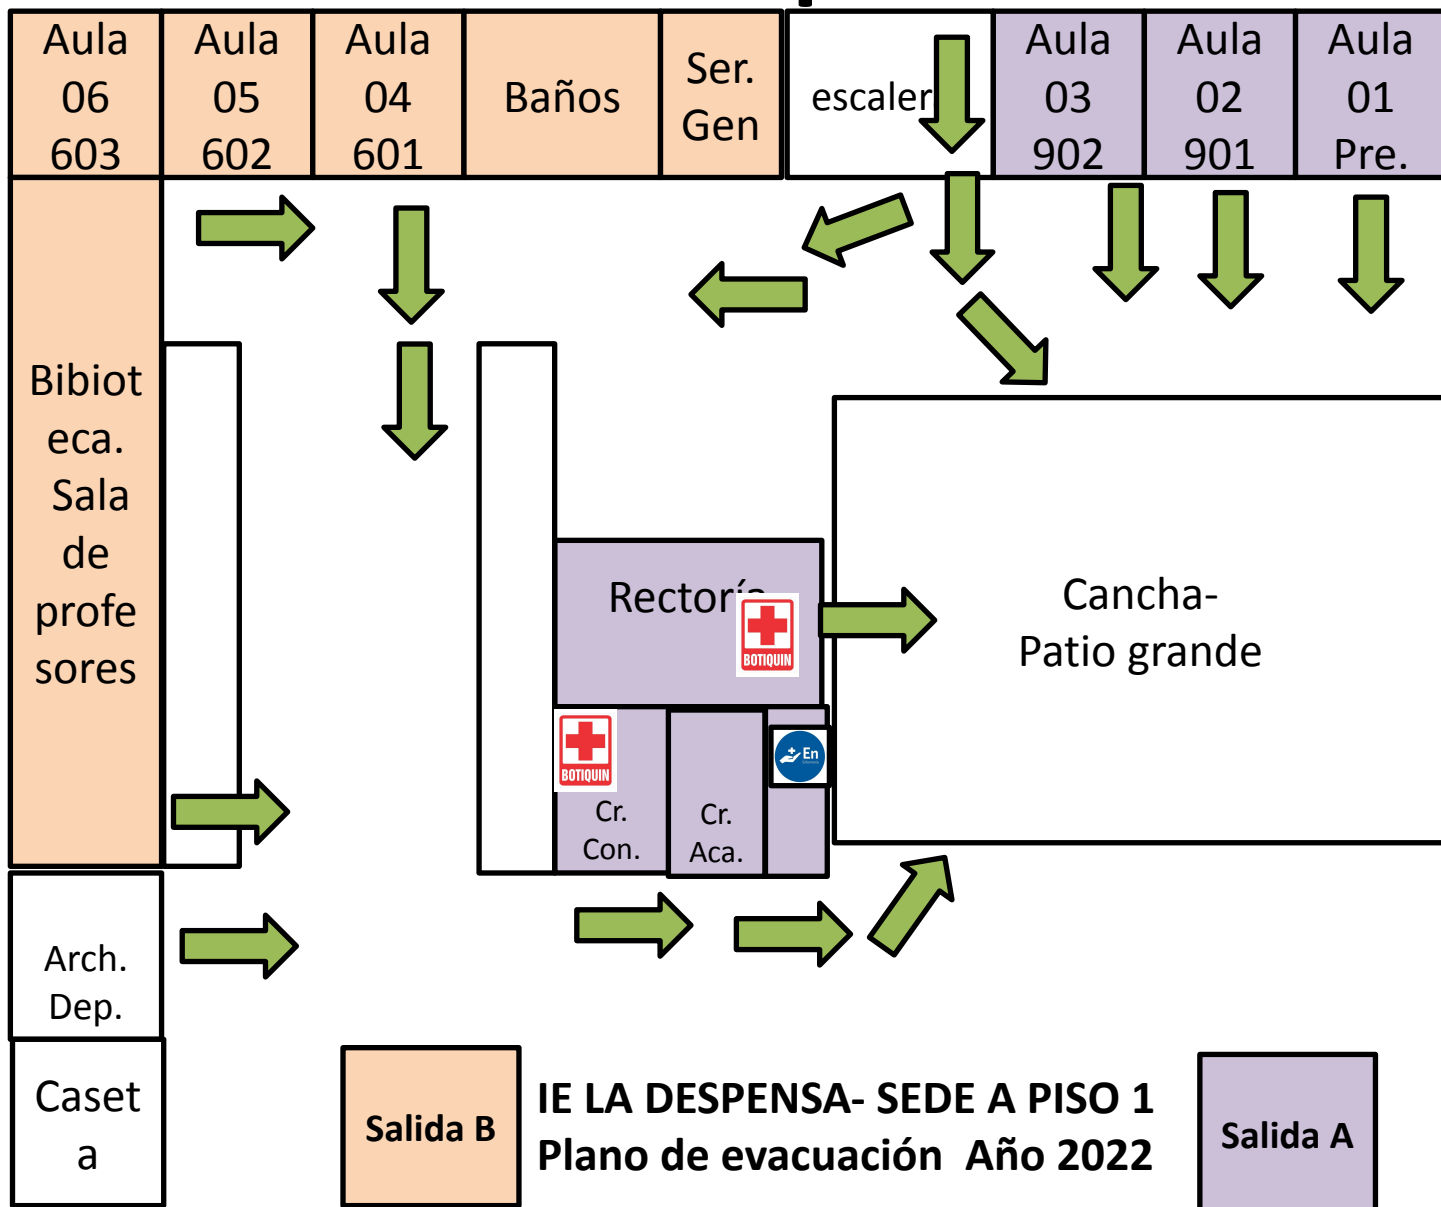 Aula
06
603
Aula
05
602
Aula
04
601
Baños
Ser.
Gen
escaler
Aula
03
902
Aula
02
901
Aula
01
Pre.
Bibiot
eca.
Sala
de
profe
sores
Rectoría
BOTIQUIN
Cancha-
Patio grande
BOTIQUIN
En
Cr.
Con.
Cr.
Aca.
Arch.
Dep.
Caset
a
Salida B
IE LA DESPENSA- SEDE A PISO 1
Plano de evacuación Año 2022
Salida A